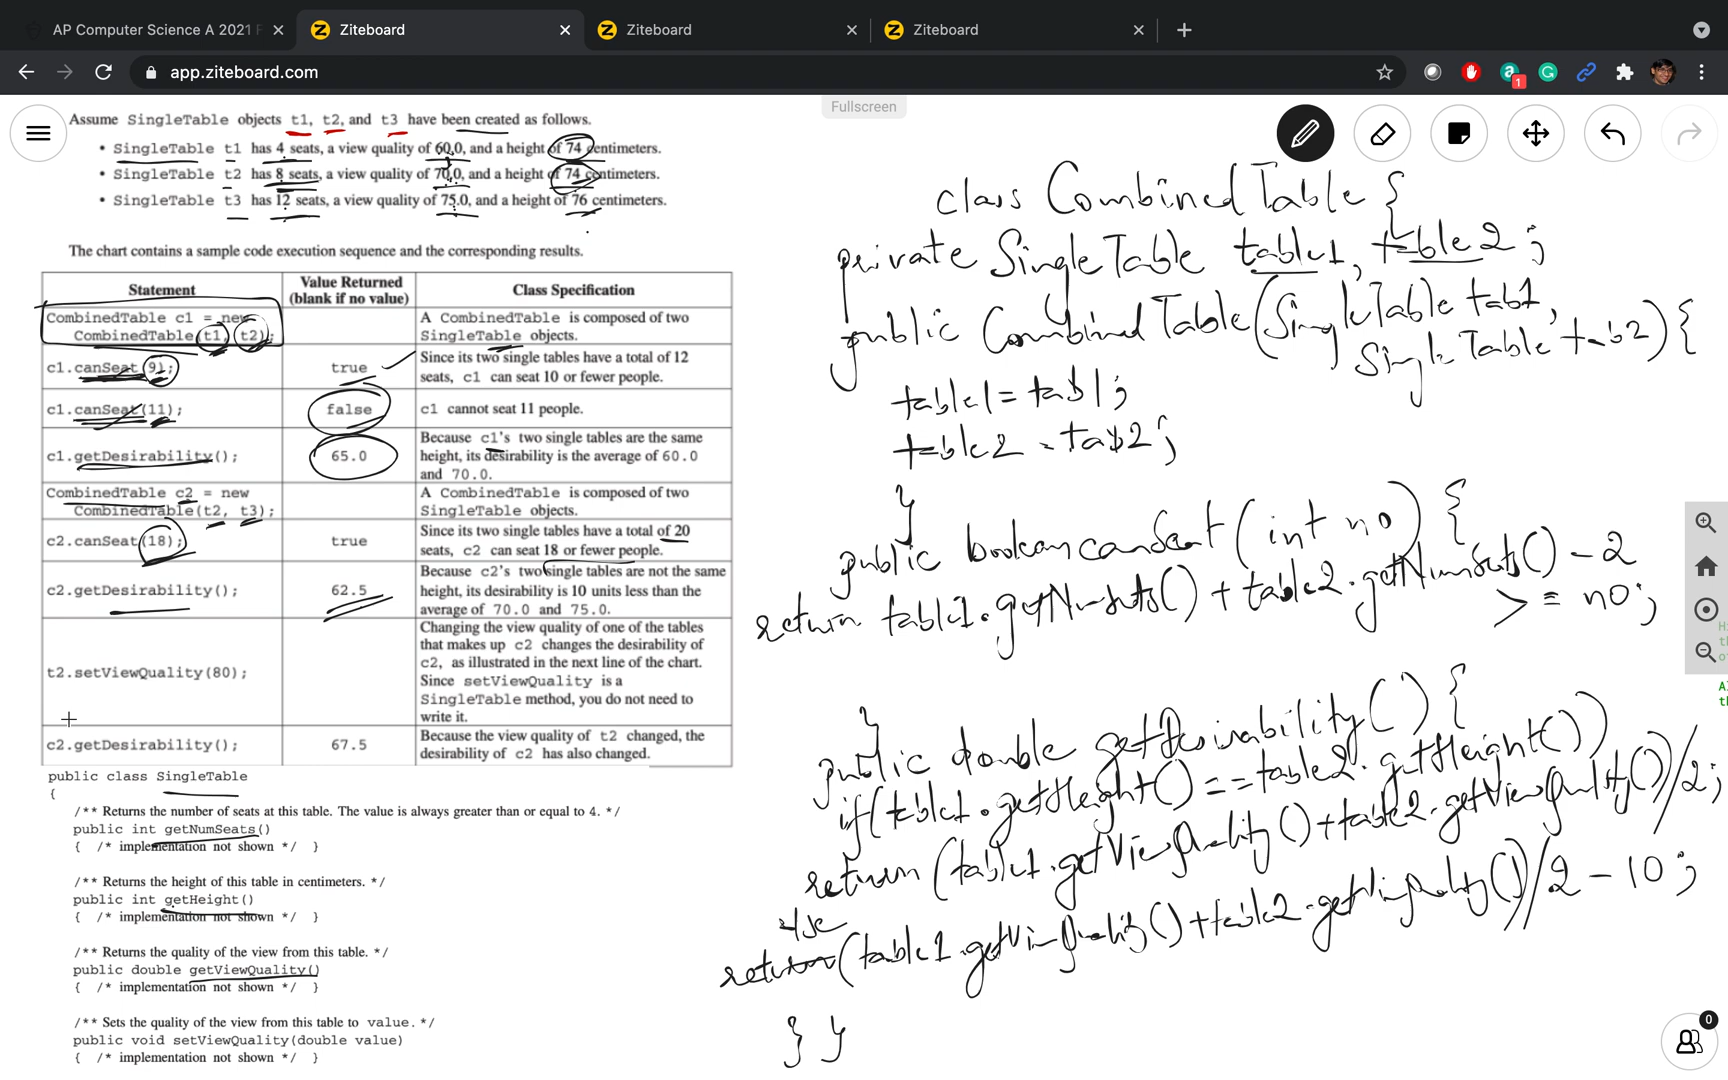 AP Computer Science A 2021 F
Ziteboard
Ziteboard
Ziteboard
app.ziteboard.com
1
Fullscreen
Assume SingleTable objects t1, t2, and t3 have been created as follows.
• SingleTable t1 has 4 seats, a view quality of 60.0, and a height of 74 centimeters.
• SingleTable t2 has 8 seats, a view quality of 70.0, and a height of 74 centimeters.
• SingleTable t3 has 12 seats, a view quality of 75.0, and a height of 76 centimeters.
The chart contains a sample code execution sequence and the corresponding results.
Statement
Value Returned
(blank if no value)
Class Specification
CombinedTable c1 = new
CombinedTable(t1, t2);
A CombinedTable is composed of two
SingleTable objects.
c1.canSeat(9);
true
Since its two single tables have a total of 12
seats, c1 can seat 10 or fewer people.
c1.canSeat(11);
false
c1 cannot seat 11 people.
c1.getDesirability();
65.0
Because c1's two single tables are the same
height, its desirability is the average of 60.0
and 70.0.
CombinedTable c2 = new
CombinedTable(t2, t3);
A CombinedTable is composed of two
SingleTable objects.
c2.canSeat(18);
true
Since its two single tables have a total of 20
seats, c2 can seat 18 or fewer people.
c2.getDesirability();
62.5
Because c2's two single tables are not the same
height, its desirability is 10 units less than the
average of 70.0 and 75.0.
t2.setViewQuality(80);
Changing the view quality of one of the tables
that makes up c2 changes the desirability of
c2, as illustrated in the next line of the chart.
Since setViewQuality is a
SingleTable method, you do not need to
write it.
c2.getDesirability();
67.5
Because the view quality of t2 changed, the
desirability of c2 has also changed.
public class SingleTable
{
/** Returns the number of seats at this table. The value is always greater than or equal to 4. */
public int getNumSeats()
{ /* implementation not shown */ }
/** Returns the height of this table in centimeters. */
public int getHeight()
{ /* implementation not shown */ }
/** Returns the quality of the view from this table. */
public double getViewQuality()
{ /* implementation not shown */ }
/** Sets the quality of the view from this table to value. */
public void setViewQuality(double value)
{ /* implementation not shown */ }
class CombinedTable {
private SingleTable table1, table2;
public CombinedTable(SingleTable tab1,
SingleTable tab2) {
table1 = tab1;
table2 = tab2;
}
public boolean canSeat (int no) {
return table1.getNumSeats() + table2.getNumSeats() - 2
>= no;
}
public double getDesirability() {
if(table1.getHeight() == table2.getHeight())
return (table1.getViewQuality()+table2.getViewQuality())/2;
else
return (table1.getViewQuality()+table2.getViewQuality())/2 - 10;
} }
0